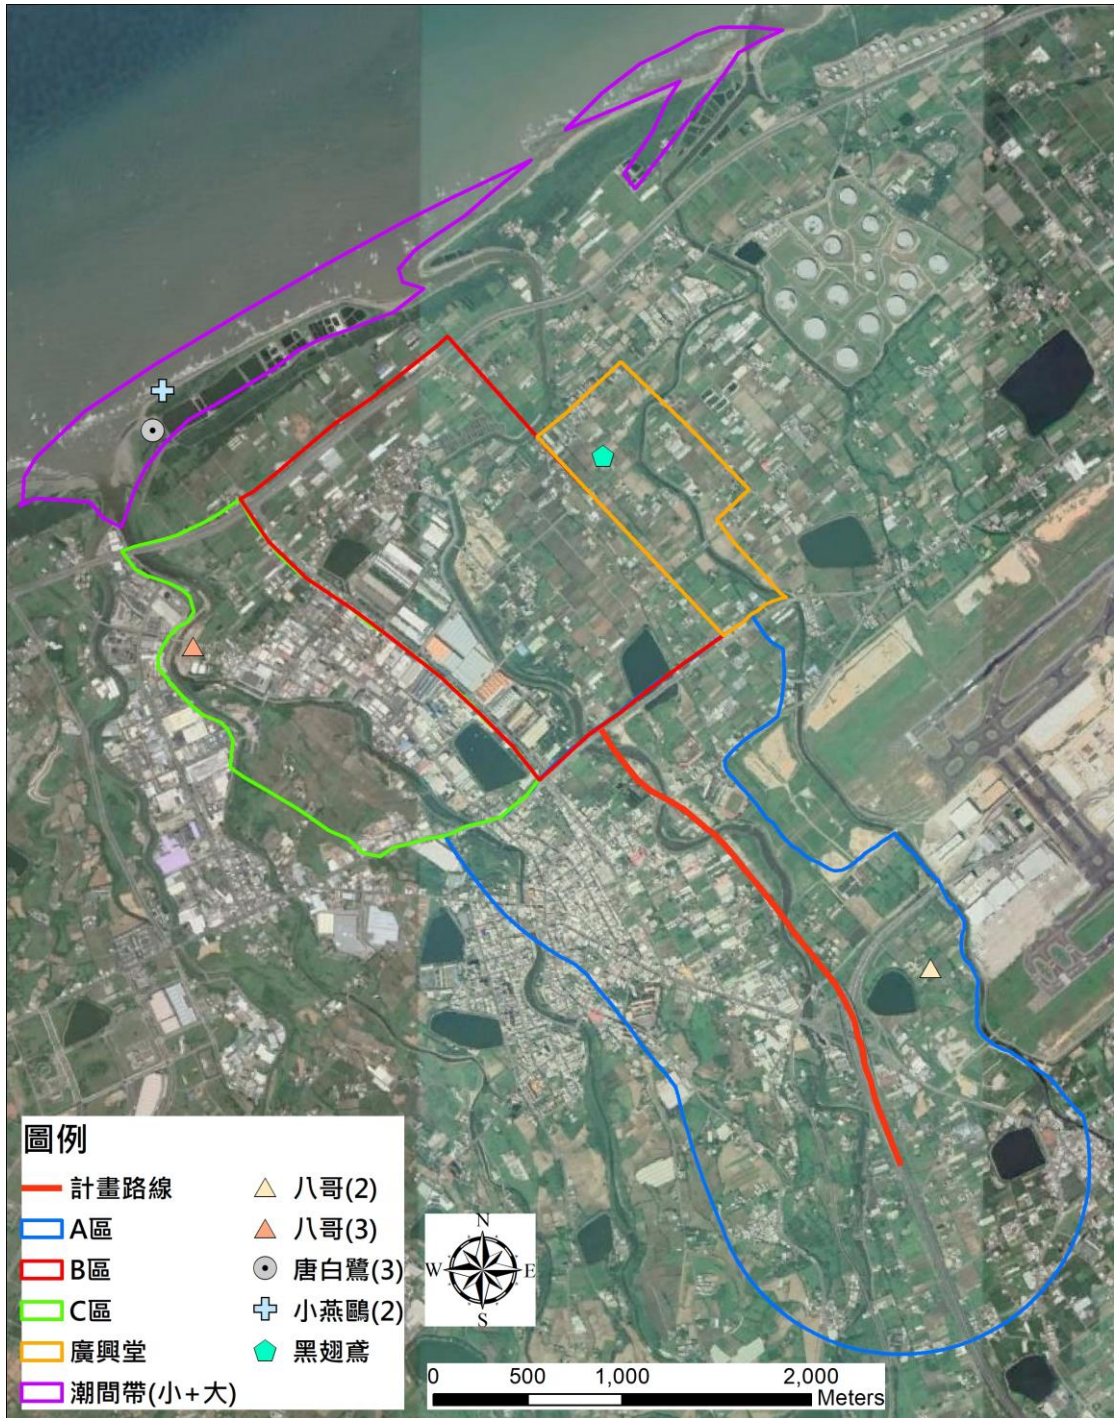 圖例
計畫路線
A區
B區
C區
廣興堂
潮間帶(小+大)
八哥(2)
八哥(3)
唐白鷺(3)
小燕鷗(2)
黑翅鳶
N
W E
S
0 500 1,000 2,000
Meters